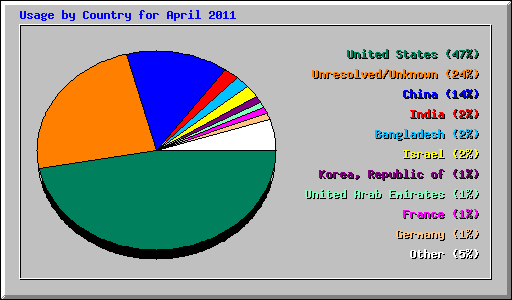 Usage by Country for April 2011
United States (47%)
Unresolved/Unknown (24%)
China (14%)
India (2%)
Bangladesh (2%)
Israel (2%)
Korea, Republic of (1%)
United Arab Emirates (1%)
France (1%)
Germany (1%)
Other (5%)